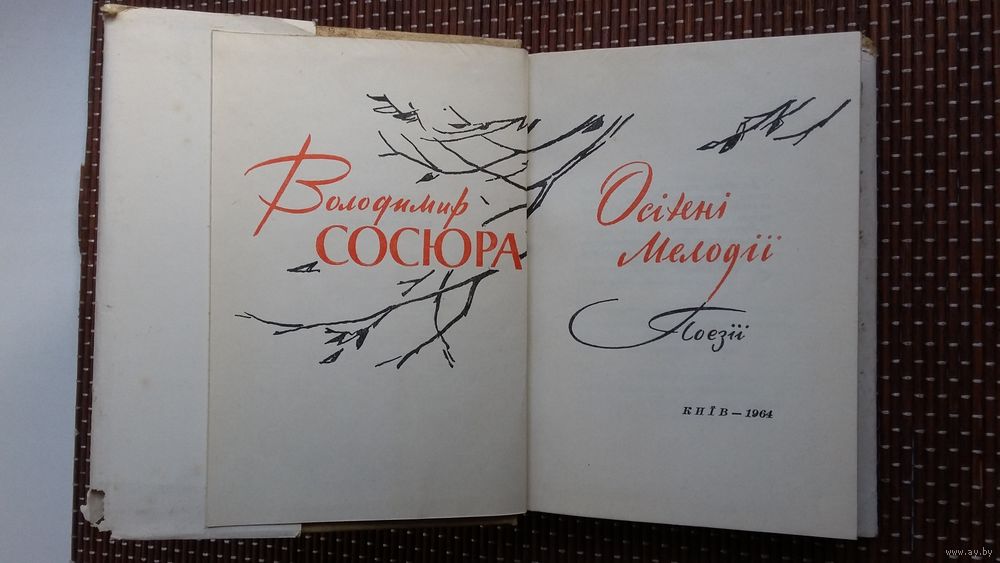 Володимир
СОСЮРА
Осінні
Мелодії
Поезії
КИЇВ — 1964
www.ay.by